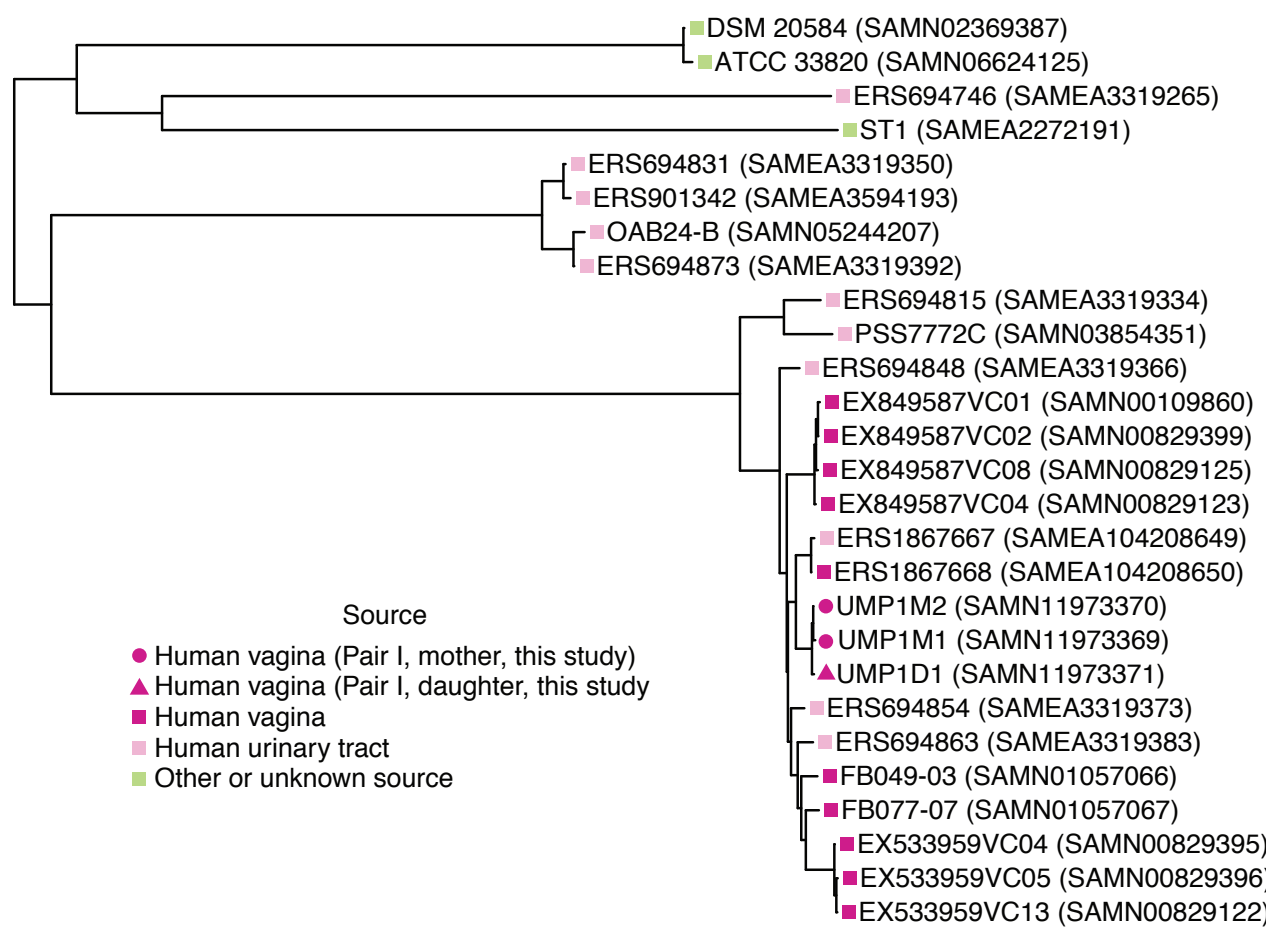 DSM 20584 (SAMN02369387)
ATCC 33820 (SAMN06624125)
ERS694746 (SAMEA3319265)
ST1 (SAMEA2272191)
ERS694831 (SAMEA3319350)
ERS901342 (SAMEA3594193)
OAB24-B (SAMN05244207)
ERS694873 (SAMEA3319392)
ERS694815 (SAMEA3319334)
PSS7772C (SAMN03854351)
ERS694848 (SAMEA3319366)
EX849587VC01 (SAMN00109860)
EX849587VC02 (SAMN00829399)
EX849587VC08 (SAMN00829125)
EX849587VC04 (SAMN00829123)
ERS1867667 (SAMEA104208649)
ERS1867668 (SAMEA104208650)
UMP1M2 (SAMN11973370)
UMP1M1 (SAMN11973369)
UMP1D1 (SAMN11973371)
ERS694854 (SAMEA3319373)
ERS694863 (SAMEA3319383)
FB049-03 (SAMN01057066)
FB077-07 (SAMN01057067)
EX533959VC04 (SAMN00829395)
EX533959VC05 (SAMN00829396)
EX533959VC13 (SAMN00829122)
Source
Human vagina (Pair I, mother, this study)
Human vagina (Pair I, daughter, this study
Human vagina
Human urinary tract
Other or unknown source